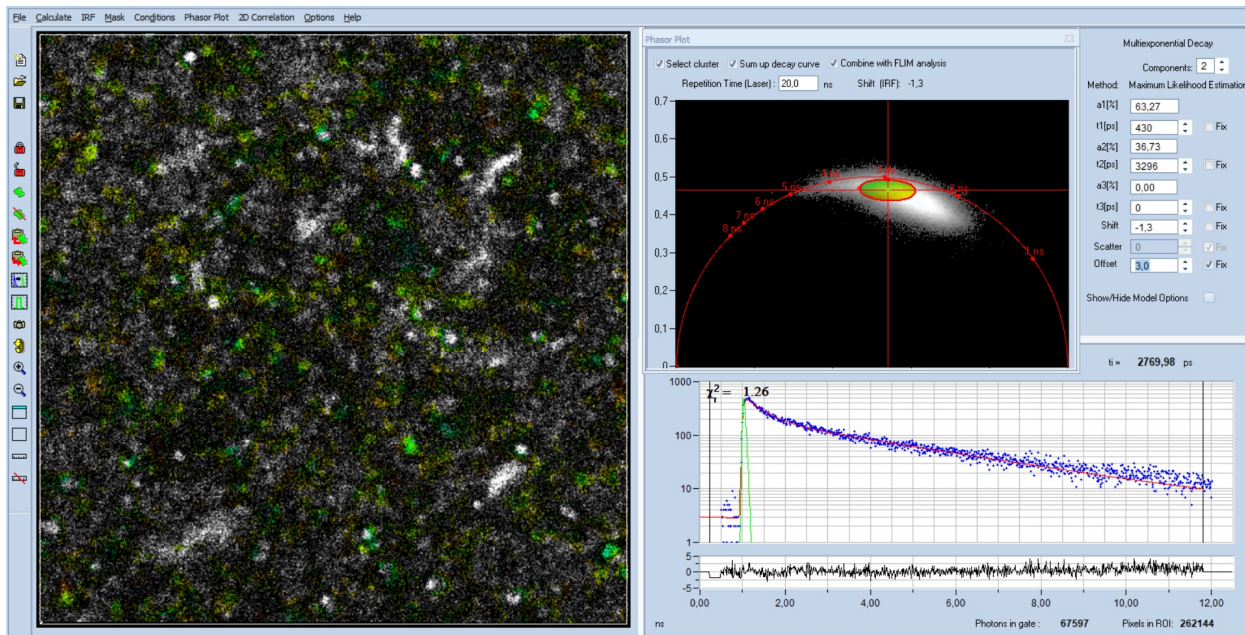 File Calculate IRF Mask Conditions Phasor Plot 2D Correlation Options Help
Phasor Plot
Select cluster Sum up decay curve Combine with FLIM analysis
Repetition Time (Laser) : 20,0 ns Shift (IRF): -1,3
0,7
0,6
0,5
0,4
0,3
0,2
0,1
0
8 ns
7 ns
6 ns
5 ns
1 ns
Multiexponential Decay
Components: 2
Method: Maximum Likelihood Estimation
a1[%] 63,27
t1[ps] 430 Fix
a2[%] 36,73
t2[ps] 3296 Fix
a3[%] 0,00
t3[ps] 0 Fix
Shift -1,3 Fix
Scatter 0 Fix
Offset 3,0 Fix
Show/Hide Model Options
ti = 2769,98 ps
χ²r = 1.26
1000
100
10
1
5
0
-5
0,00 2,00 4,00 6,00 8,00 10,00 12,00
ns Photons in gate : 67597 Pixels in ROI: 262144